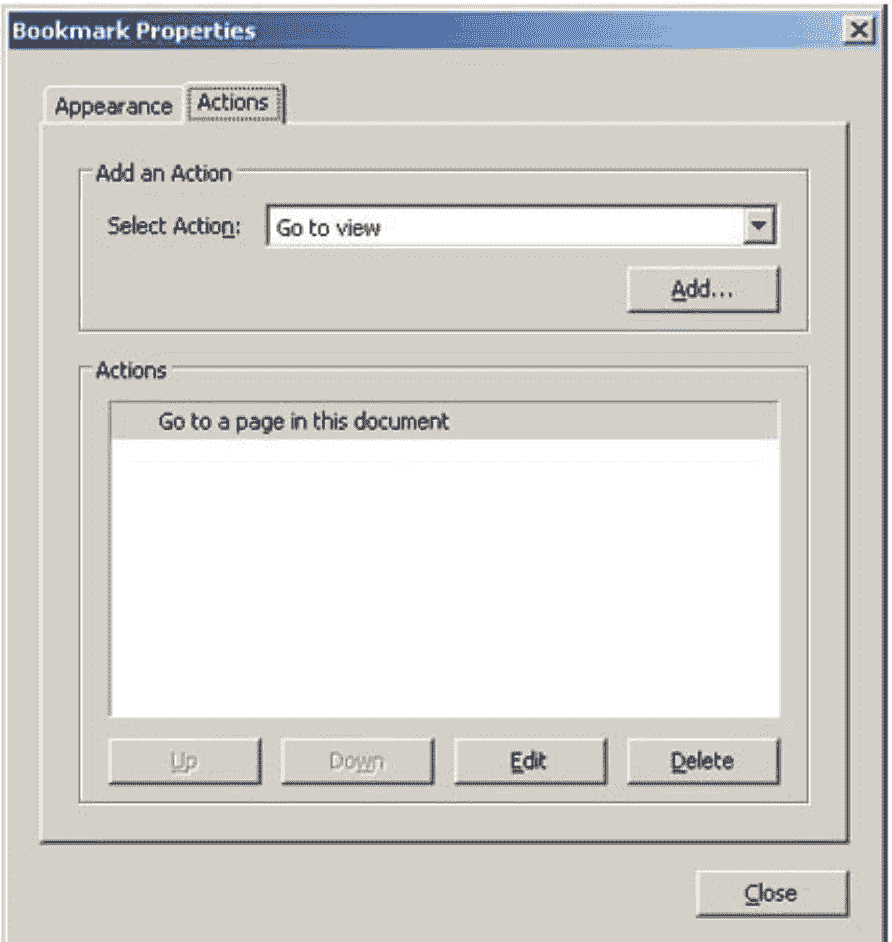 Bookmark Properties
Appearance Actions
Add an Action
Select Action: Go to view
Add...
Actions
Go to a page in this document
Up Down Edit Delete
Close